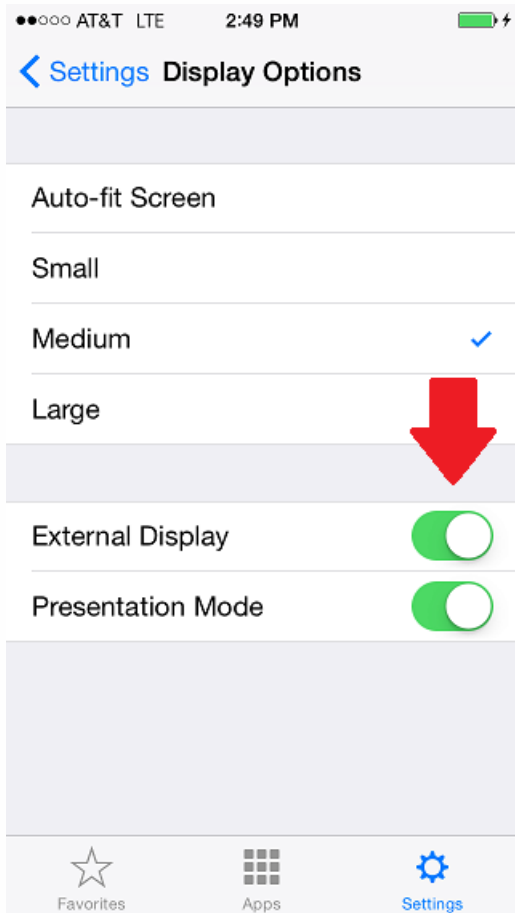 AT&T LTE 2:49 PM
Settings Display Options
Auto-fit Screen
Small
Medium
Large
External Display
Presentation Mode
Favorites Apps Settings